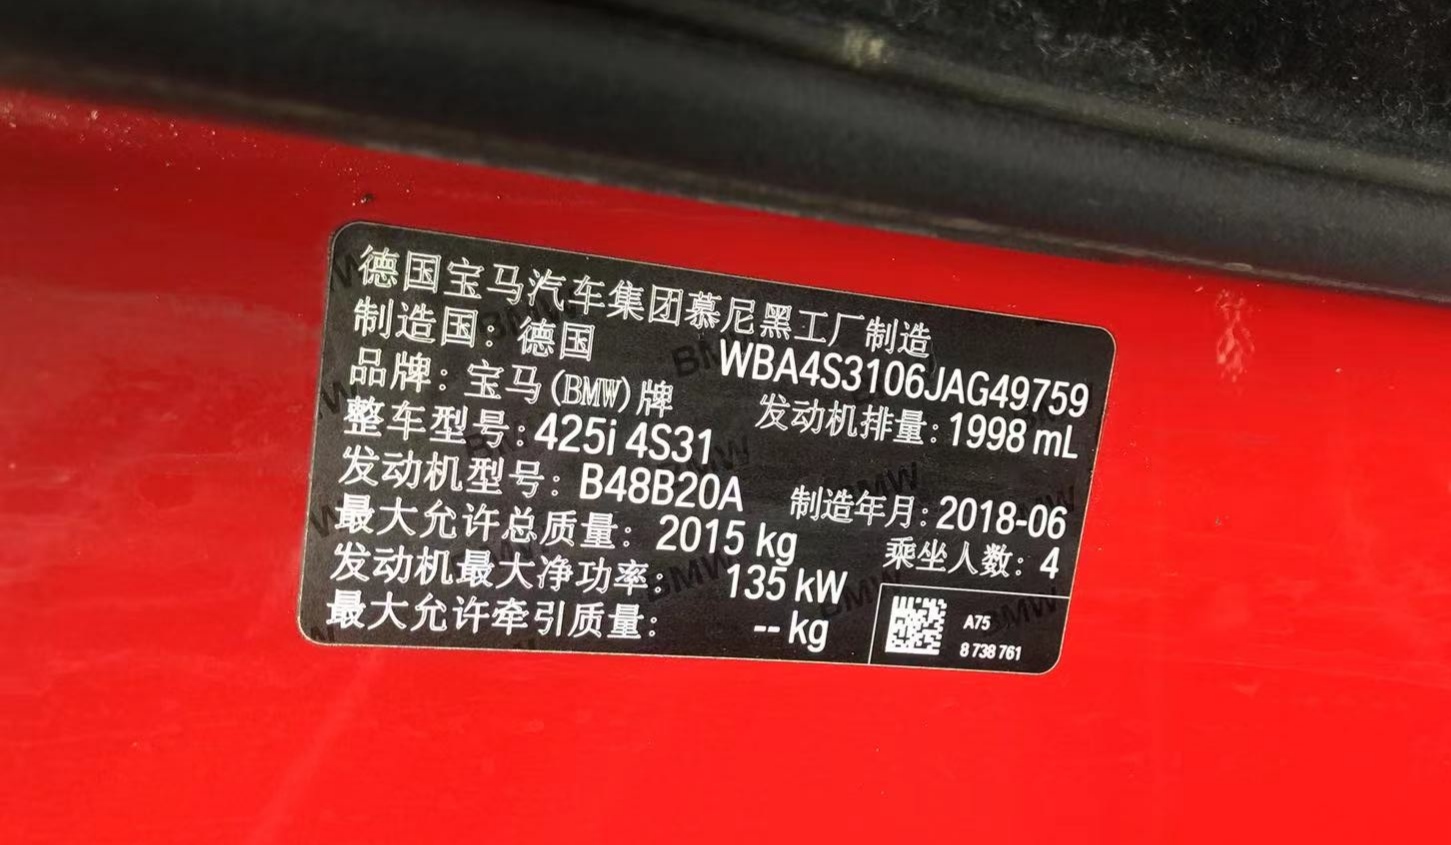 德国宝马汽车集团慕尼黑工厂制造
制造国：德国 WBA4S3106JAG49759
品牌：宝马(BMW)牌 发动机排量：1998 mL
整车型号：425i 4S31
发动机型号：B48B20A 制造年月：2018-06
最大允许总质量：2015 kg 乘坐人数：4
发动机最大净功率：135 kW
最大允许牵引质量：-- kg
A75
8 738 761